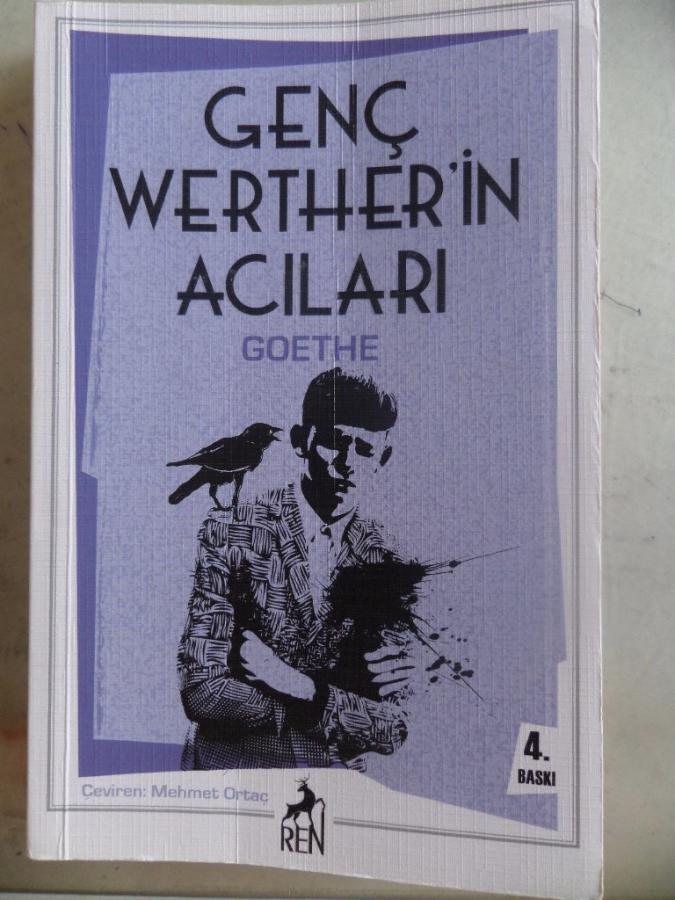 GENÇ
WERTHER'İN
ACILARI
GOETHE
4.
BASKI
Çeviren: Mehmet Ortaç
REN